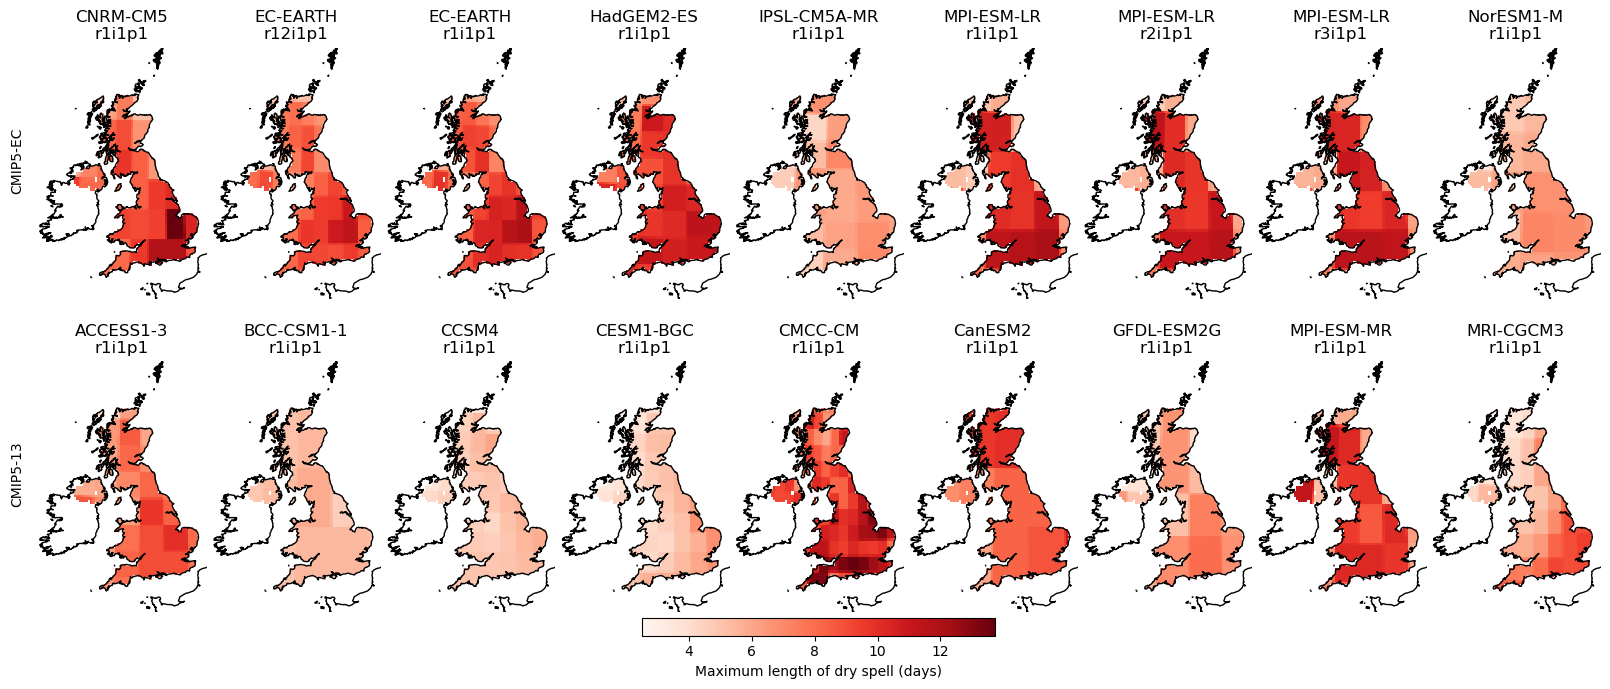 CNRM-CM5
r1i1p1
EC-EARTH
r12i1p1
EC-EARTH
r1i1p1
HadGEM2-ES
r1i1p1
IPSL-CM5A-MR
r1i1p1
MPI-ESM-LR
r1i1p1
MPI-ESM-LR
r2i1p1
MPI-ESM-LR
r3i1p1
NorESM1-M
r1i1p1
CMIP5-EC
ACCESS1-3
r1i1p1
BCC-CSM1-1
r1i1p1
CCSM4
r1i1p1
CESM1-BGC
r1i1p1
CMCC-CM
r1i1p1
CanESM2
r1i1p1
GFDL-ESM2G
r1i1p1
MPI-ESM-MR
r1i1p1
MRI-CGCM3
r1i1p1
CMIP5-13
4 6 8 10 12
Maximum length of dry spell (days)